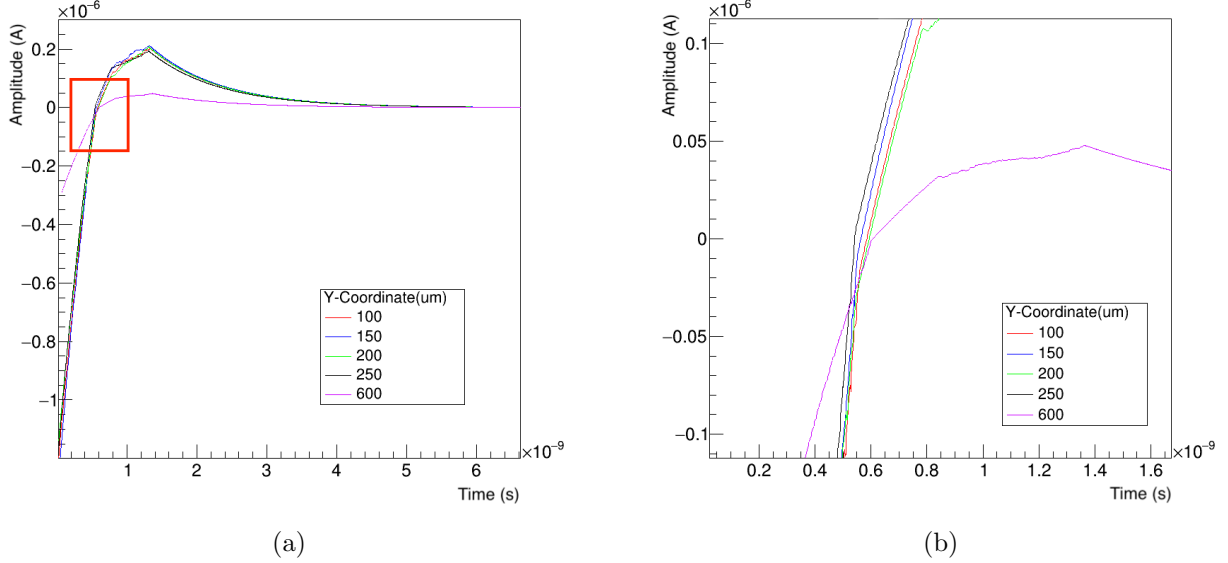 ×10⁻⁶
Amplitude (A)
0.2
0
−0.2
−0.4
−0.6
−0.8
−1
1 2 3 4 5 6
×10⁻⁹
Time (s)
Y-Coordinate(um)
100
150
200
250
600
(a)
×10⁻⁶
Amplitude (A)
0.1
0.05
0
−0.05
−0.1
0.2 0.4 0.6 0.8 1 1.2 1.4 1.6
×10⁻⁹
Time (s)
Y-Coordinate(um)
100
150
200
250
600
(b)